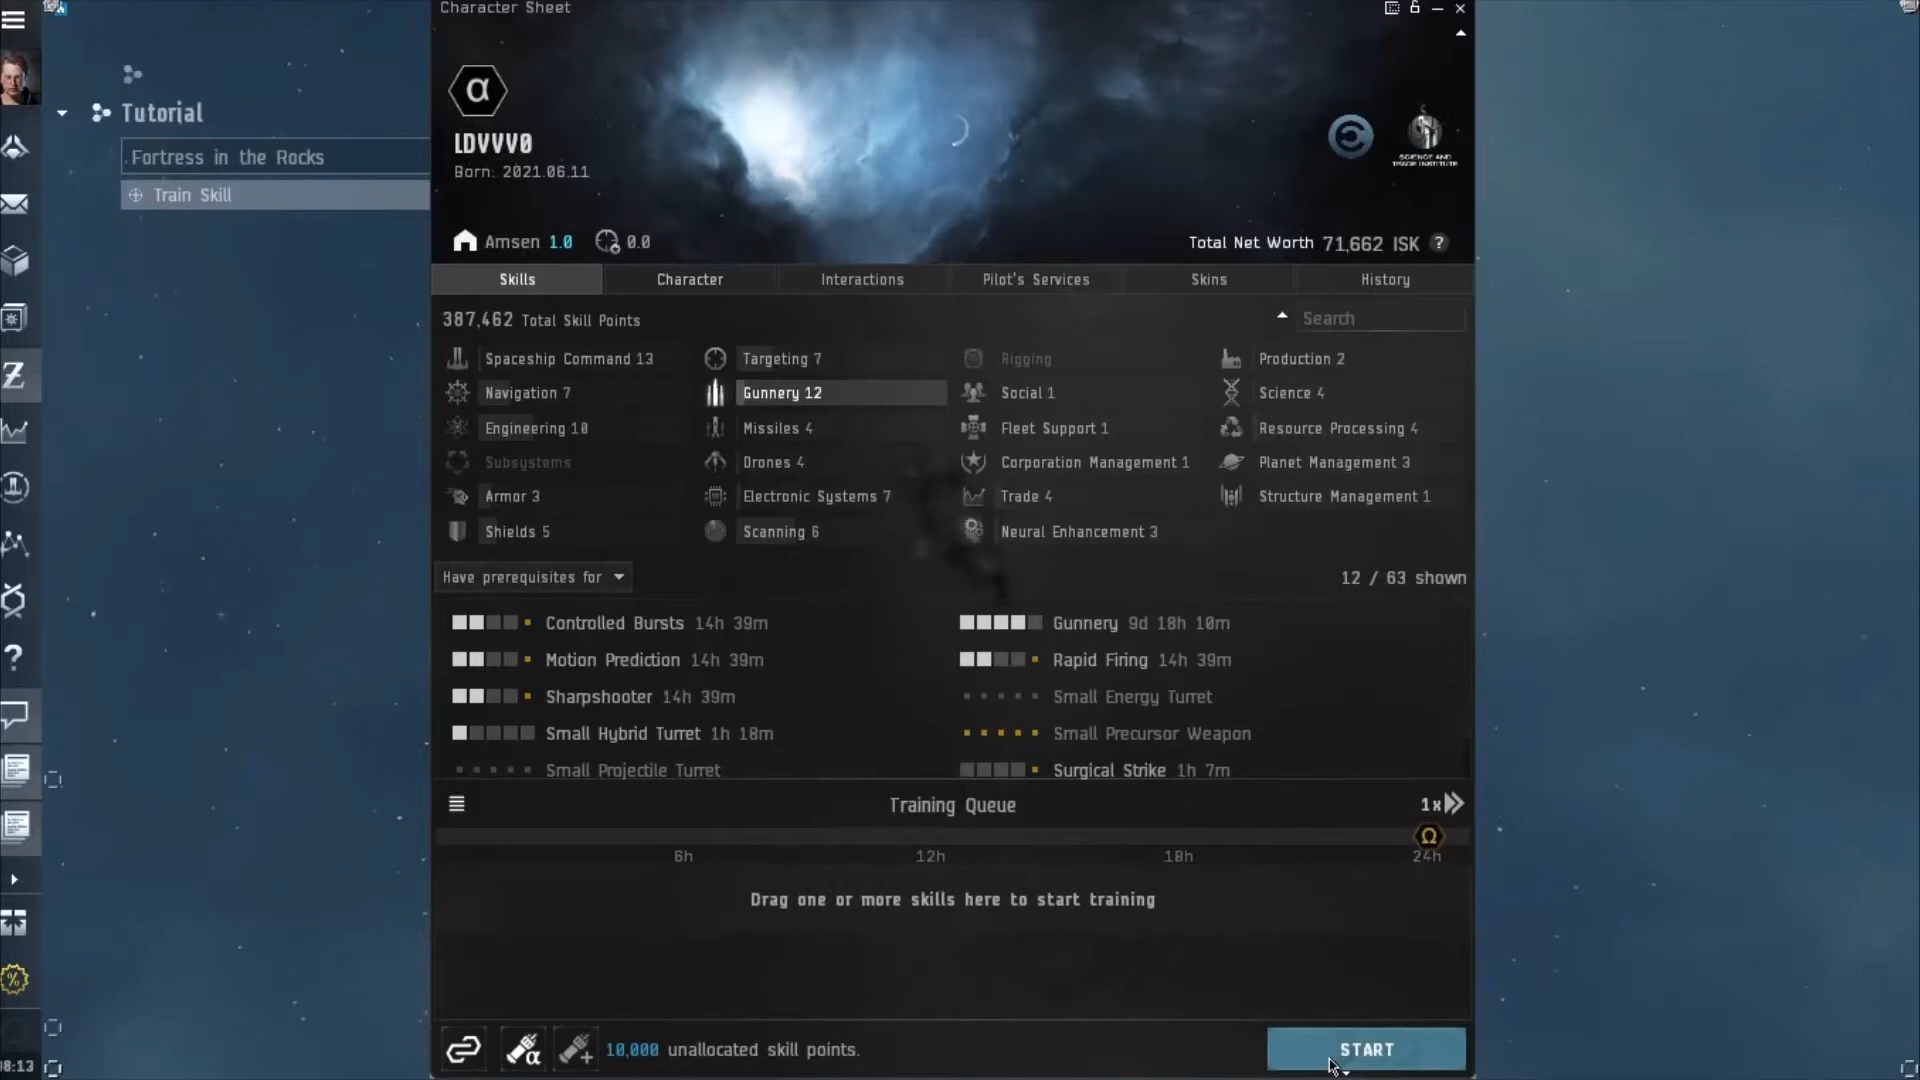 Character Sheet
α
LDVVV0
Born: 2021.06.11
SCIENCE AND
TRADE INSTITUTE
Tutorial
Fortress in the Rocks
Train Skill
Amsen 1.0 0.0
Total Net Worth 71,662 ISK ?
Skills Character Interactions Pilot's Services Skins History
387,462 Total Skill Points
Search
Spaceship Command 13 Targeting 7 Rigging Production 2
Navigation 7 Gunnery 12 Social 1 Science 4
Engineering 10 Missiles 4 Fleet Support 1 Resource Processing 4
Subsystems Drones 4 Corporation Management 1 Planet Management 3
Armor 3 Electronic Systems 7 Trade 4 Structure Management 1
Shields 5 Scanning 6 Neural Enhancement 3
Have prerequisites for
12 / 63 shown
Controlled Bursts 14h 39m Gunnery 9d 18h 10m
Motion Prediction 14h 39m Rapid Firing 14h 39m
Sharpshooter 14h 39m Small Energy Turret
Small Hybrid Turret 1h 18m Small Precursor Weapon
Small Projectile Turret Surgical Strike 1h 7m
Training Queue
1x
Ω
6h 12h 18h 24h
Drag one or more skills here to start training
α 10,000 unallocated skill points.
START
8:13